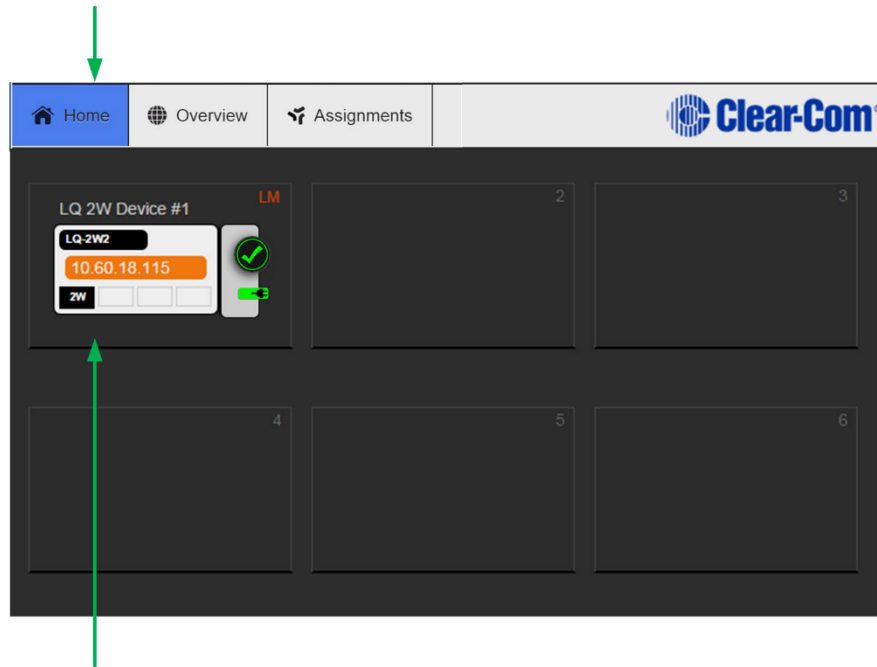 Home Overview Assignments Clear-Com
LM 2 3
LQ 2W Device #1
LQ-2W2
10.60.18.115
2W
4 5 6